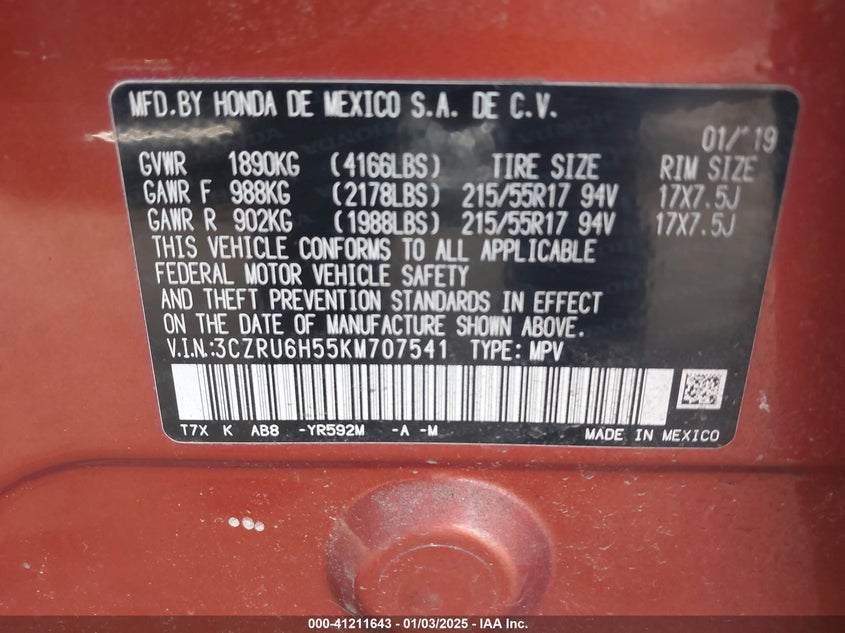 MFD.BY HONDA DE MEXICO S.A. DE C.V.
01/'19
GVWR 1890KG (4166LBS) TIRE SIZE RIM SIZE
GAWR F 988KG (2178LBS) 215/55R17 94V 17X7.5J
GAWR R 902KG (1988LBS) 215/55R17 94V 17X7.5J
THIS VEHICLE CONFORMS TO ALL APPLICABLE
FEDERAL MOTOR VEHICLE SAFETY
AND THEFT PREVENTION STANDARDS IN EFFECT
ON THE DATE OF MANUFACTURE SHOWN ABOVE.
V.I.N.:3CZRU6H55KM707541 TYPE: MPV
T7X K AB8 -YR592M -A -M
MADE IN MEXICO
000-41211643 - 01/03/2025 - IAA Inc.